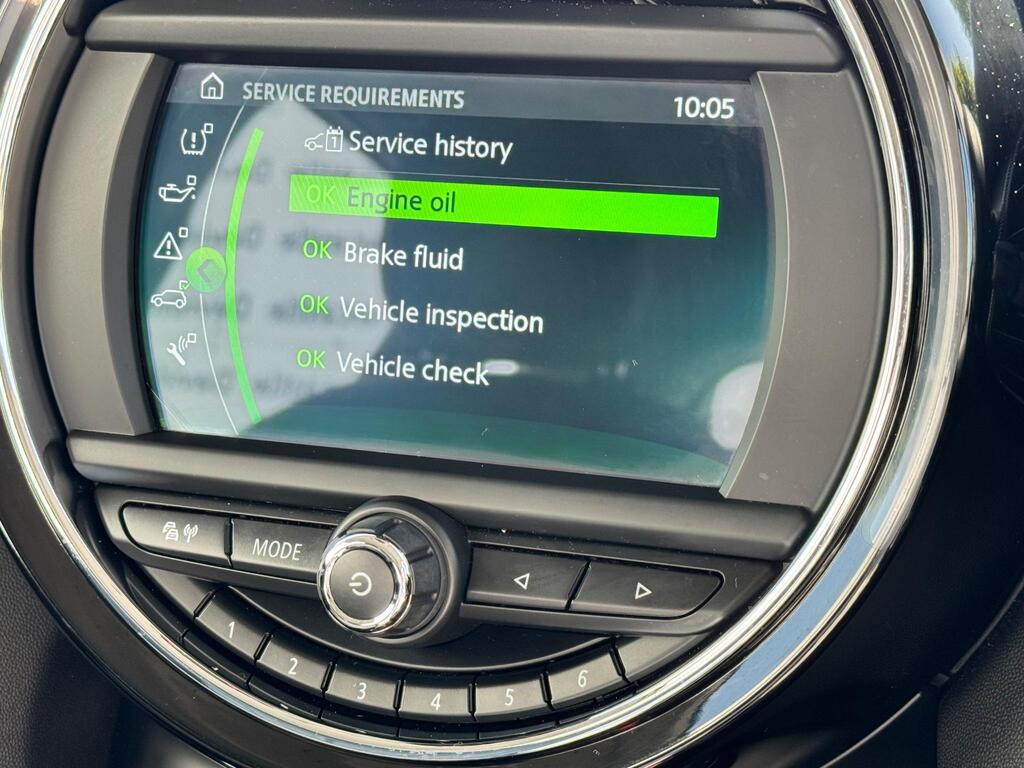 SERVICE REQUIREMENTS
10:05
1 Service history
OK Engine oil
OK Brake fluid
OK Vehicle inspection
OK Vehicle check
MODE
1
2
3
4
5
6